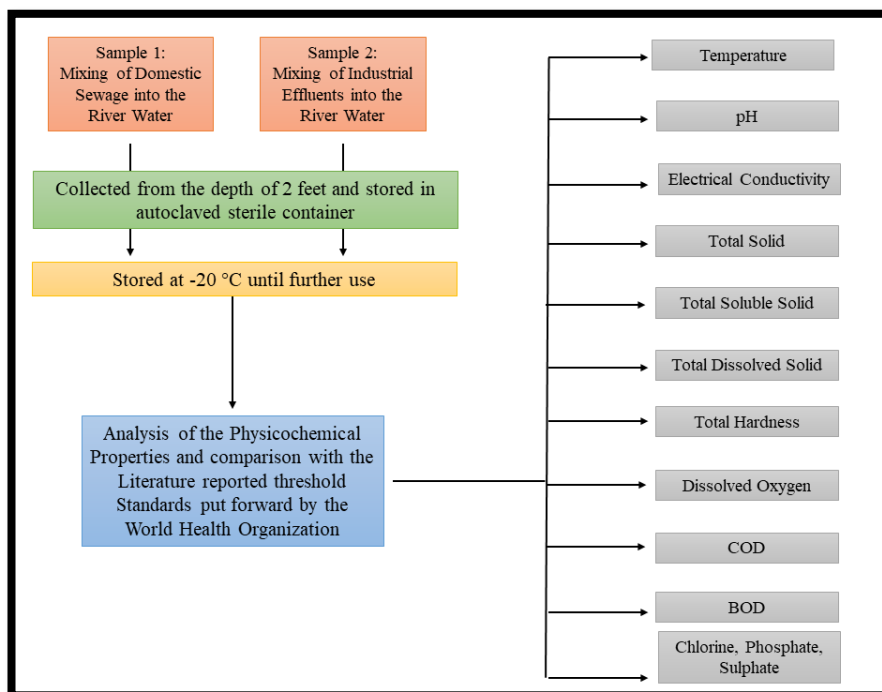 Sample 1:
Mixing of Domestic
Sewage into the
River Water
Sample 2:
Mixing of Industrial
Effluents into the
River Water
Collected from the depth of 2 feet and stored in
autoclaved sterile container
Stored at -20 °C until further use
Analysis of the Physicochemical
Properties and comparison with the
Literature reported threshold
Standards put forward by the
World Health Organization
Temperature
pH
Electrical Conductivity
Total Solid
Total Soluble Solid
Total Dissolved Solid
Total Hardness
Dissolved Oxygen
COD
BOD
Chlorine, Phosphate,
Sulphate